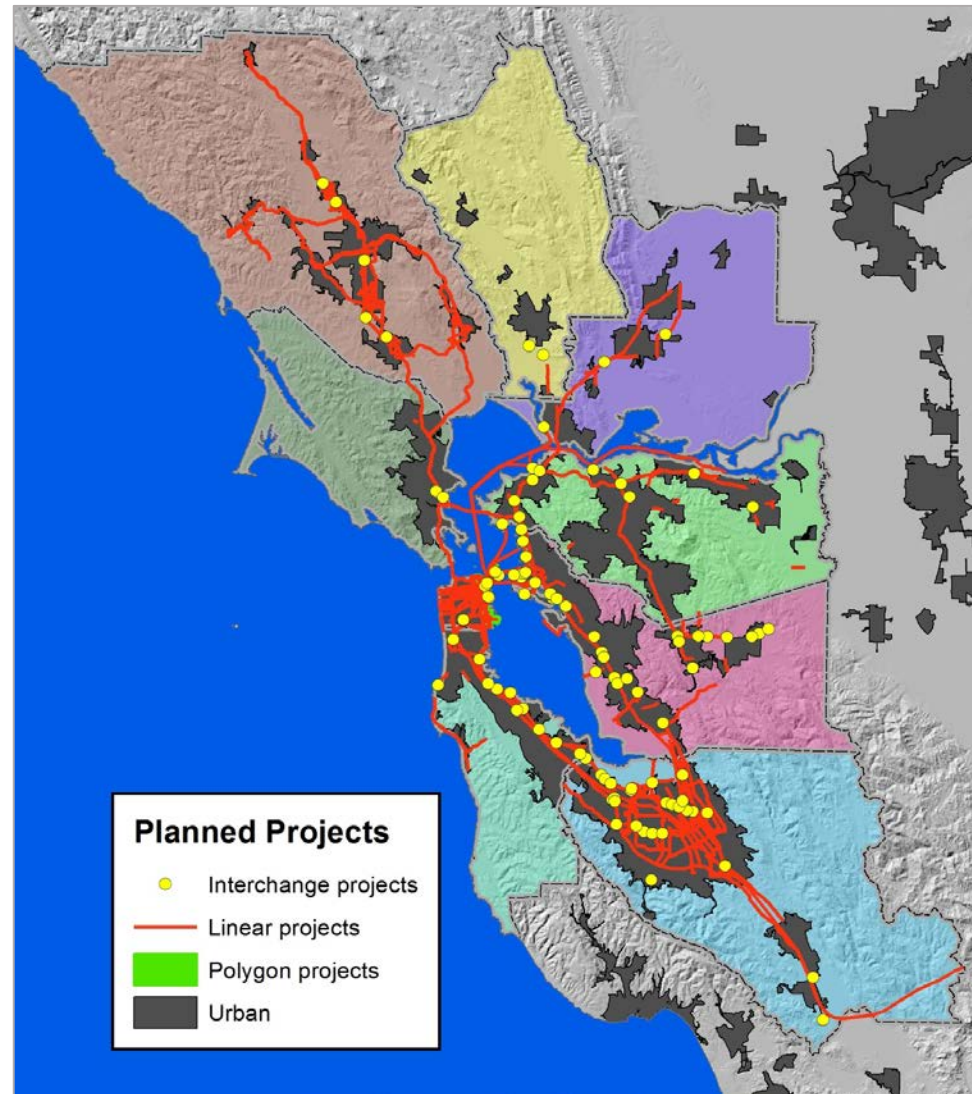 Planned Projects
Interchange projects
Linear projects
Polygon projects
Urban